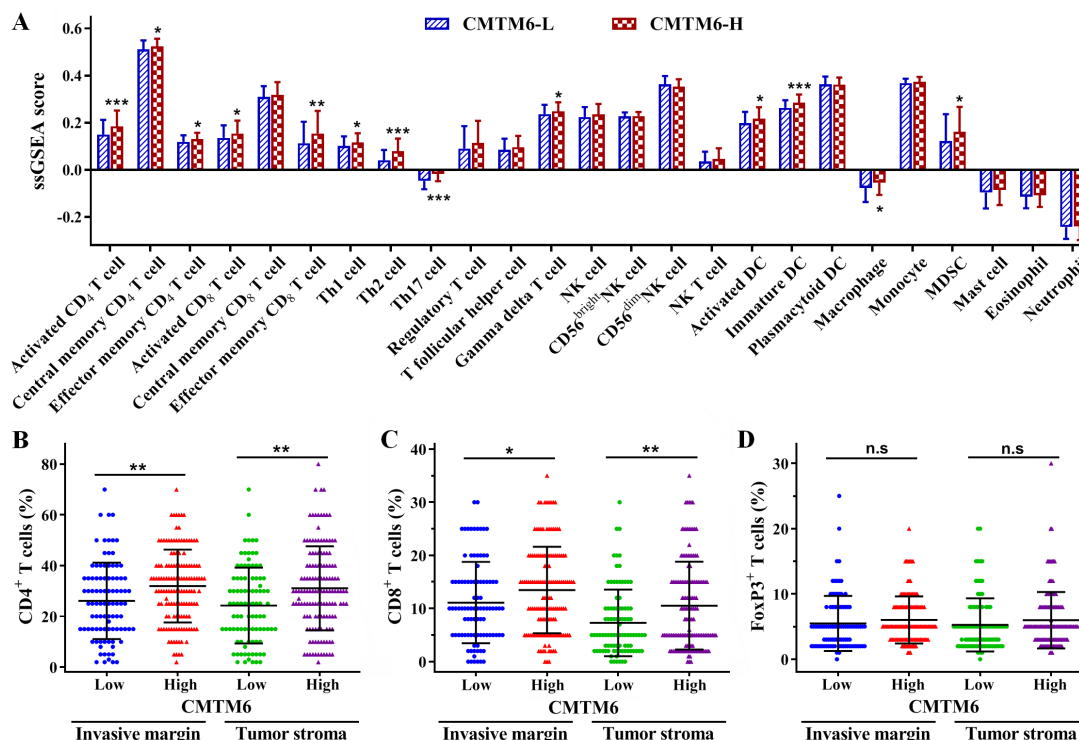 A
CMTM6-L
CMTM6-H
ssGSEA score
0.6
0.4
0.2
0.0
-0.2
***
*
*
*
**
*
***
***
*
*
***
*
*
Activated CD4 T cell
Central memory CD4 T cell
Effector memory CD4 T cell
Activated CD8 T cell
Central memory CD8 T cell
Effector memory CD8 T cell
Th1 cell
Th2 cell
Th17 cell
Regulatory T cell
T follicular helper cell
Gamma delta T cell
NK cell
CD56bright NK cell
CD56dim NK cell
NK T cell
Activated DC
Immature DC
Plasmacytoid DC
Macrophage
Monocyte
MDSC
Mast cell
Eosinophil
Neutrophil
B
CD4+ T cells (%)
80
60
40
20
0
**
**
Low
High
Low
High
CMTM6
Invasive margin
Tumor stroma
C
CD8+ T cells (%)
40
30
20
10
0
*
**
Low
High
Low
High
CMTM6
Invasive margin
Tumor stroma
D
FoxP3+ T cells (%)
30
20
10
0
n.s
n.s
Low
High
Low
High
CMTM6
Invasive margin
Tumor stroma